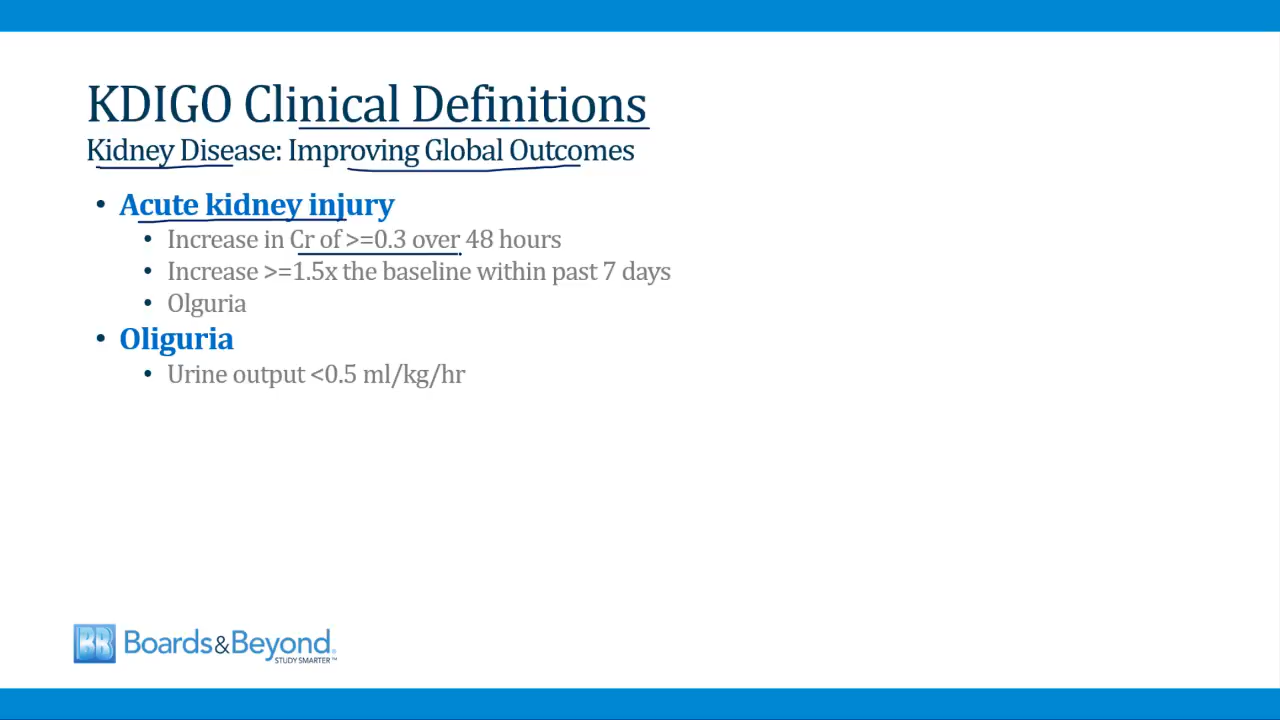 KDIGO Clinical Definitions
Kidney Disease: Improving Global Outcomes
• Acute kidney injury
• Increase in Cr of >=0.3 over 48 hours
• Increase >=1.5x the baseline within past 7 days
• Olguria
• Oliguria
• Urine output <0.5 ml/kg/hr
BB Boards&Beyond.
STUDY SMARTER™